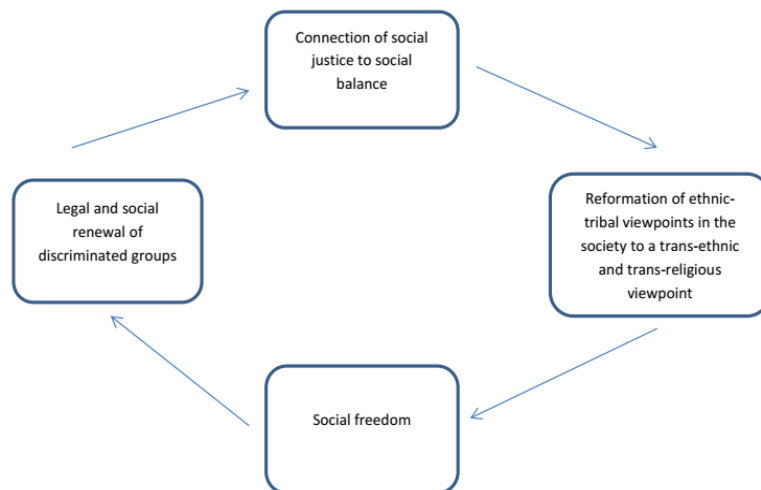 Connection of social
justice to social
balance
Reformation of ethnic-
tribal viewpoints in the
society to a trans-ethnic
and trans-religious
viewpoint
Social freedom
Legal and social
renewal of
discriminated groups